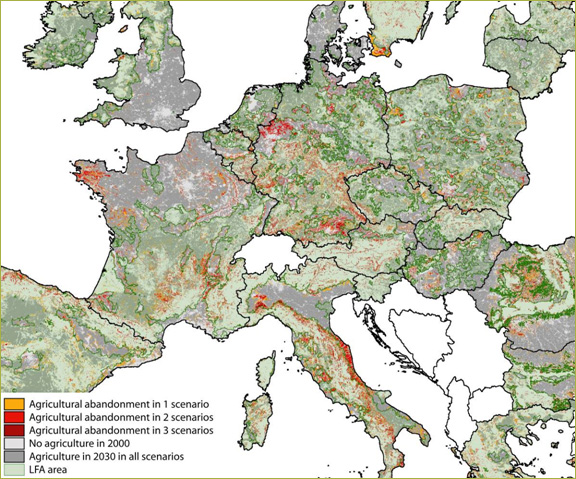 Agricultural abandonment in 1 scenario
Agricultural abandonment in 2 scenarios
Agricultural abandonment in 3 scenarios
No agriculture in 2000
Agriculture in 2030 in all scenarios
LFA area